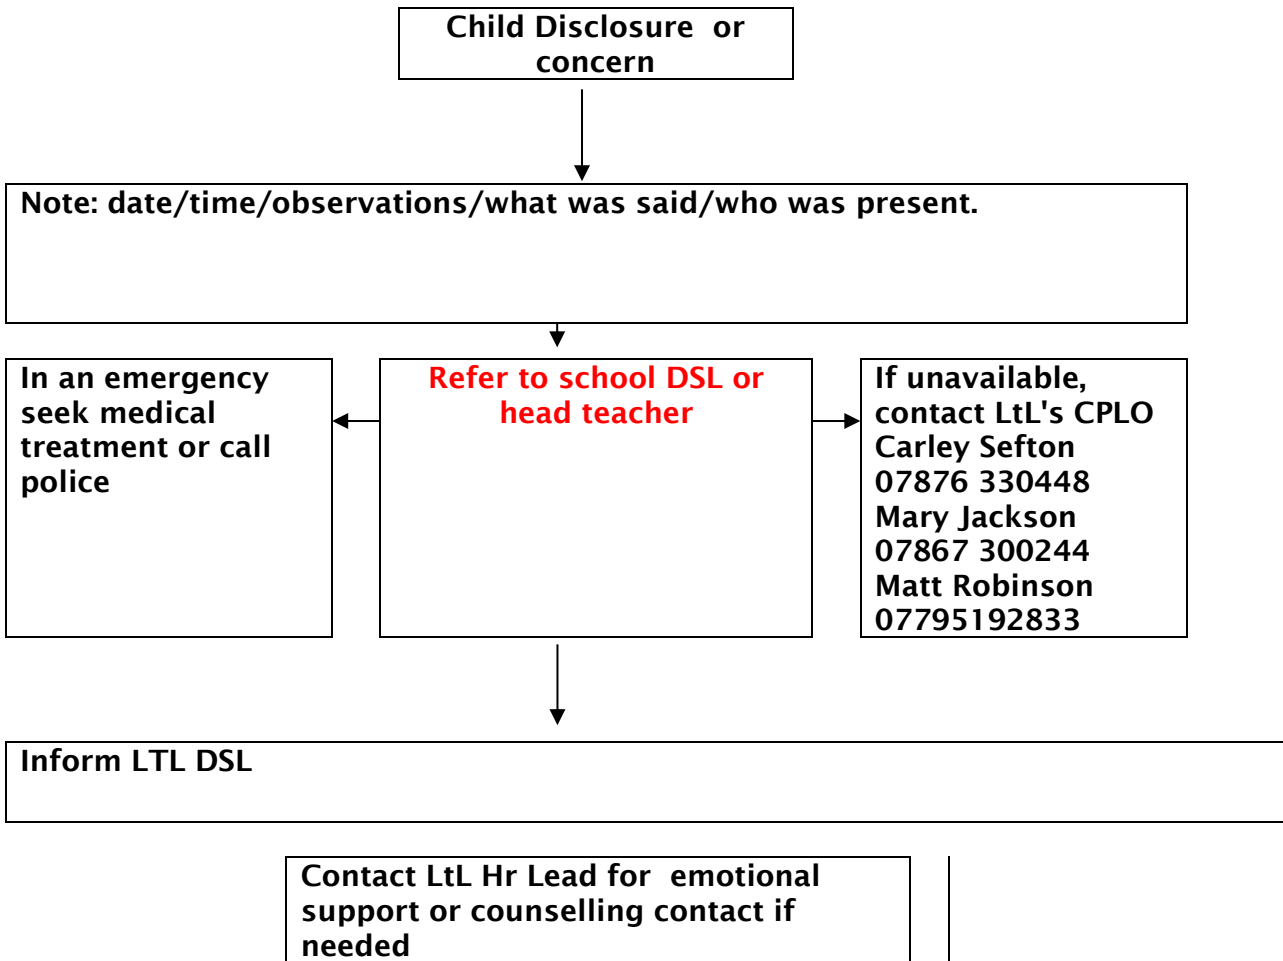 Child Disclosure  or
concern
Note: date/time/observations/what was said/who was present.
In an emergency
seek medical
treatment or call
police
Refer to school DSL or
head teacher
If unavailable,
contact LtL's CPLO
Carley Sefton
07876 330448
Mary Jackson
07867 300244
Matt Robinson
07795192833
Inform LTL DSL
Contact LtL Hr Lead for  emotional
support or counselling contact if
needed